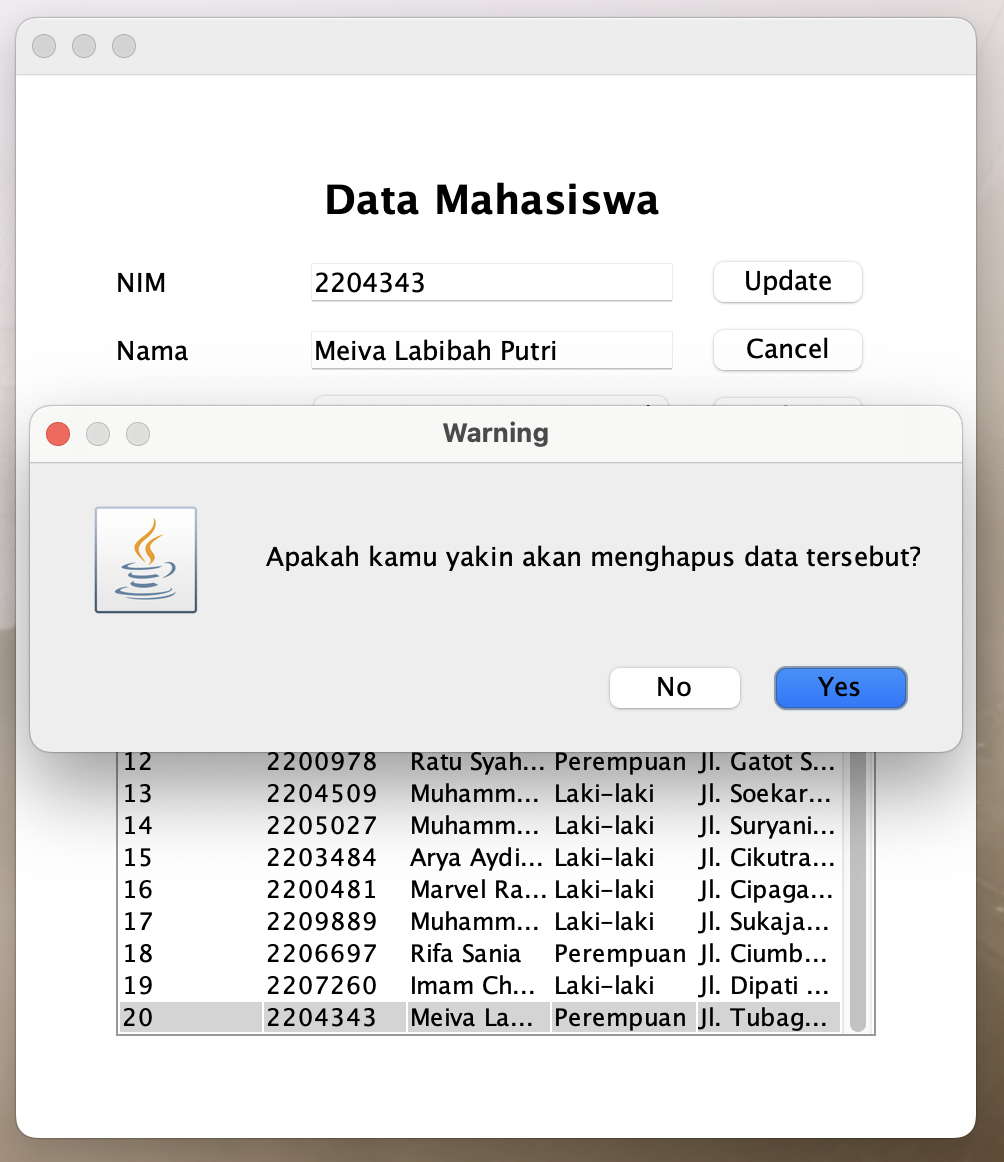 Data Mahasiswa
NIM 2204343 Update
Nama Meiva Labibah Putri Cancel
Warning
Apakah kamu yakin akan menghapus data tersebut?
No Yes
12 2200978 Ratu Syah... Perempuan Jl. Gatot S...
13 2204509 Muhamm... Laki-laki Jl. Soekar...
14 2205027 Muhamm... Laki-laki Jl. Suryani...
15 2203484 Arya Aydi... Laki-laki Jl. Cikutra...
16 2200481 Marvel Ra... Laki-laki Jl. Cipaga...
17 2209889 Muhamm... Laki-laki Jl. Sukaja...
18 2206697 Rifa Sania Perempuan Jl. Ciumb...
19 2207260 Imam Ch... Laki-laki Jl. Dipati ...
20 2204343 Meiva La... Perempuan Jl. Tubag...